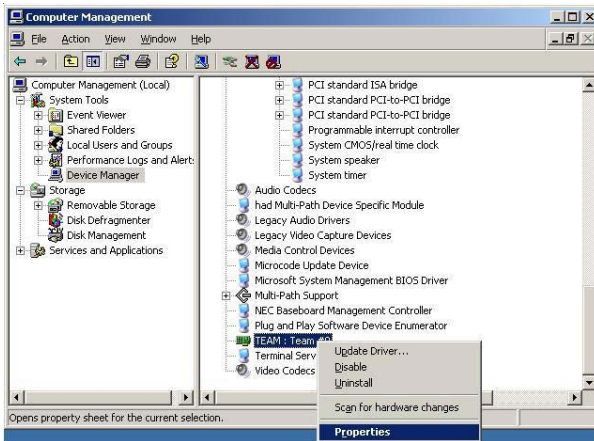 Computer Management
File Action View Window Help
Computer Management (Local)
System Tools
Event Viewer
Shared Folders
Local Users and Groups
Performance Logs and Alert:
Device Manager
Storage
Removable Storage
Disk Defragmenter
Disk Management
Services and Applications
PCI standard ISA bridge
PCI standard PCI-to-PCI bridge
PCI standard PCI-to-PCI bridge
Programmable interrupt controller
System CMOS/real time clock
System speaker
System timer
Audio Codecs
had Multi-Path Device Specific Module
Legacy Audio Drivers
Legacy Video Capture Devices
Media Control Devices
Microcode Update Device
Microsoft System Management BIOS Driver
Multi-Path Support
NEC Baseboard Management Controller
Plug and Play Software Device Enumerator
TEAM : Team #0
Terminal Serv
Video Codecs
Update Driver...
Disable
Uninstall
Scan for hardware changes
Properties
Opens property sheet for the current selection.